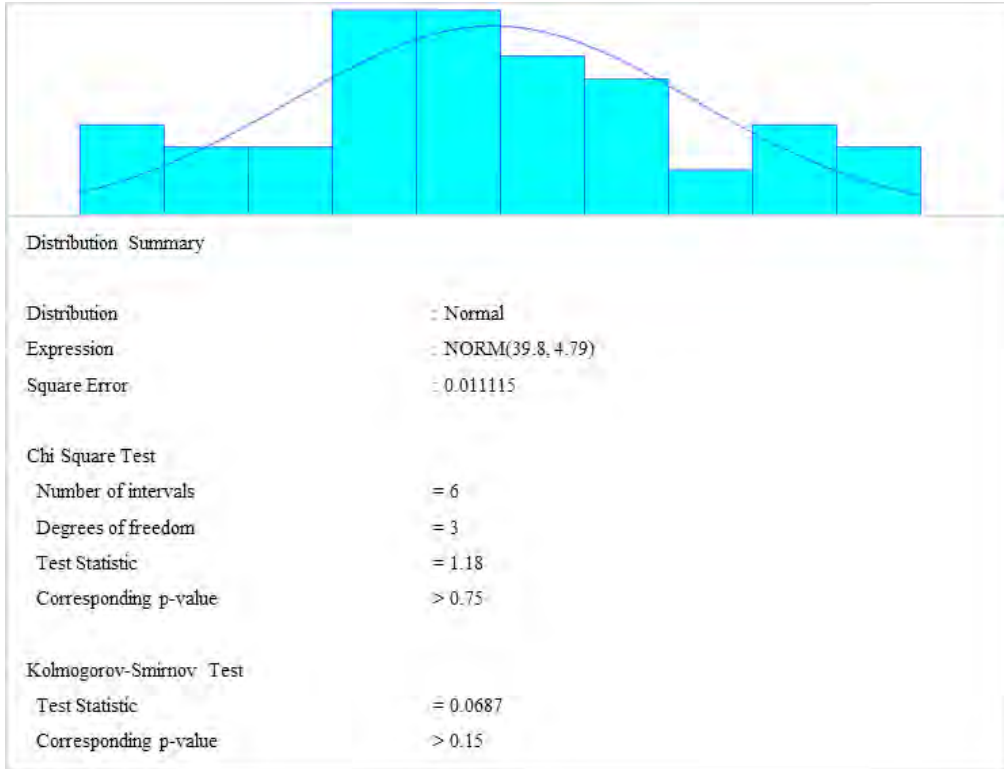 Distribution Summary
Distribution : Normal
Expression : NORM(39.8, 4.79)
Square Error : 0.011115
Chi Square Test
Number of intervals = 6
Degrees of freedom = 3
Test Statistic = 1.18
Corresponding p-value > 0.75
Kolmogorov-Smirnov Test
Test Statistic = 0.0687
Corresponding p-value > 0.15